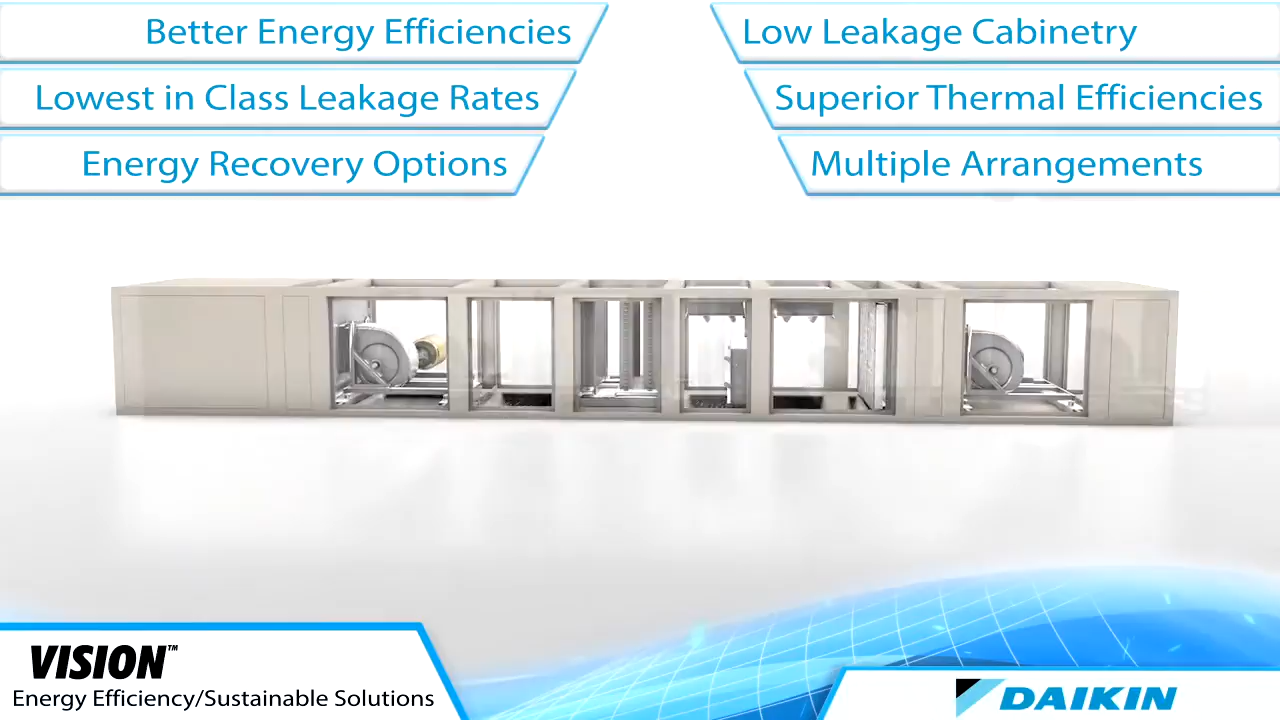 Better Energy Efficiencies
Lowest in Class Leakage Rates
Energy Recovery Options
Low Leakage Cabinetry
Superior Thermal Efficiencies
Multiple Arrangements
VISION™
Energy Efficiency/Sustainable Solutions
DAIKIN